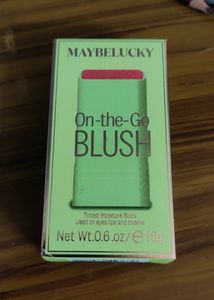 MAYBELUCKY
On-the-Go
BLUSH
Tinted Moisture Stick
Used on eyes lips and cheeks
Net Wt.0.6.oz/℮19g